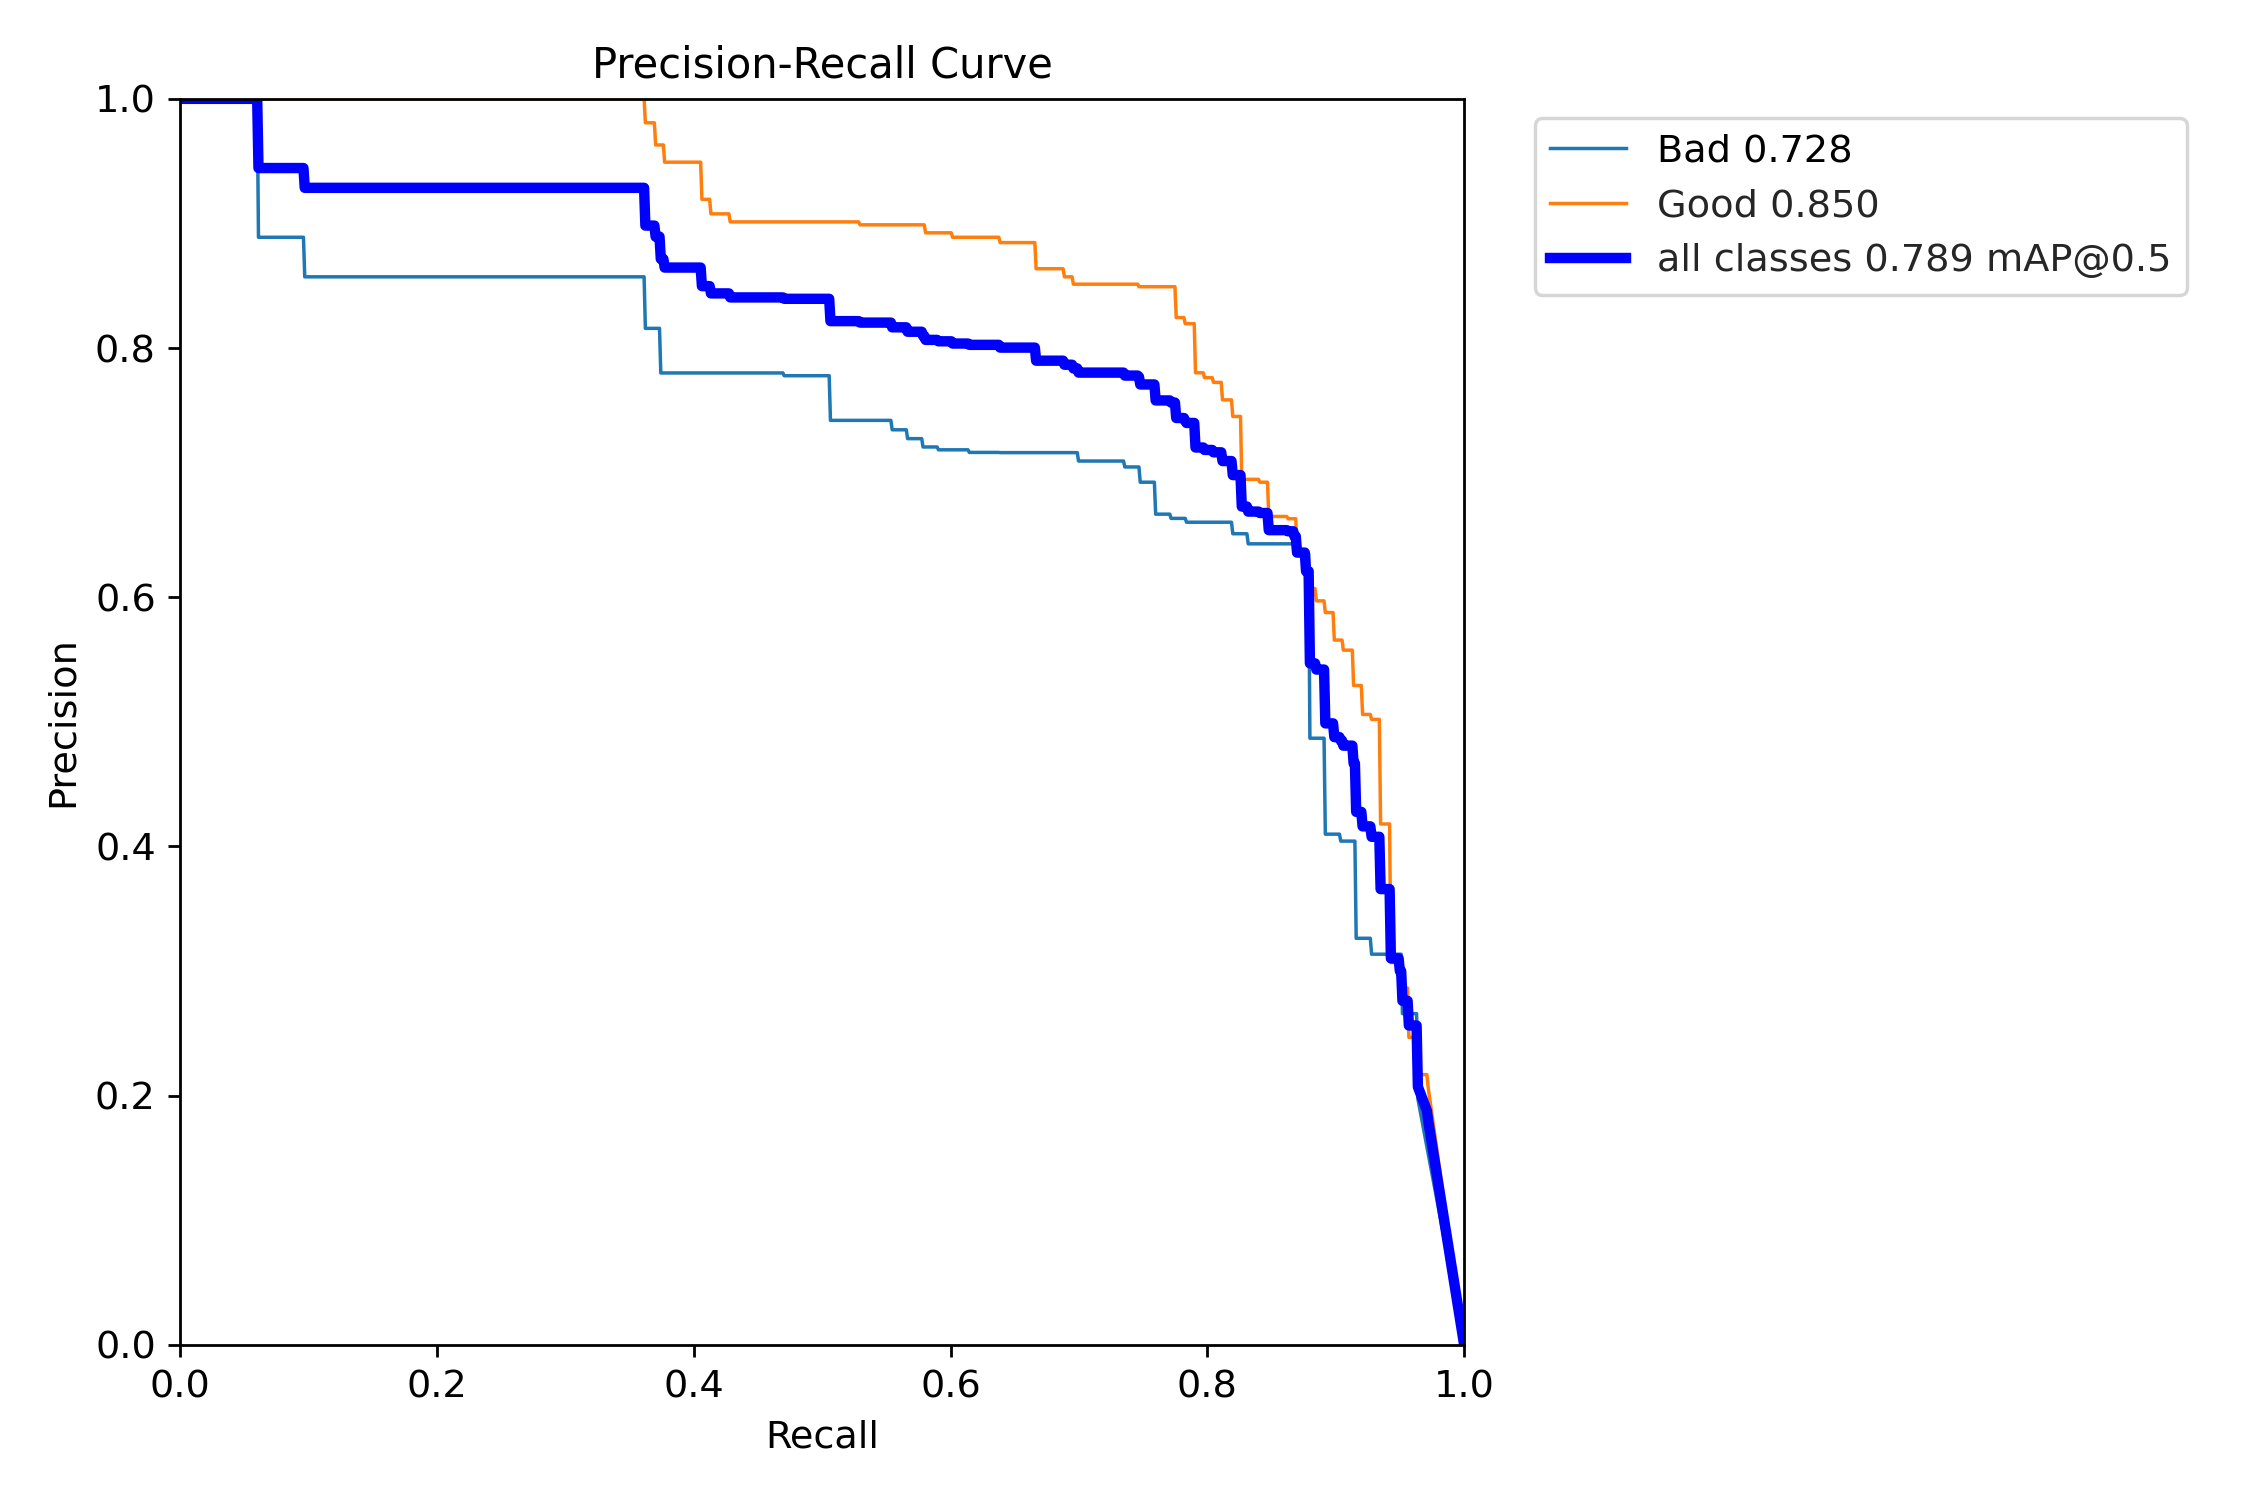 Precision-Recall Curve
1.0
0.8
0.6
0.4
0.2
0.0
Precision
0.0 0.2 0.4 0.6 0.8 1.0
Recall
Bad 0.728
Good 0.850
all classes 0.789 mAP@0.5